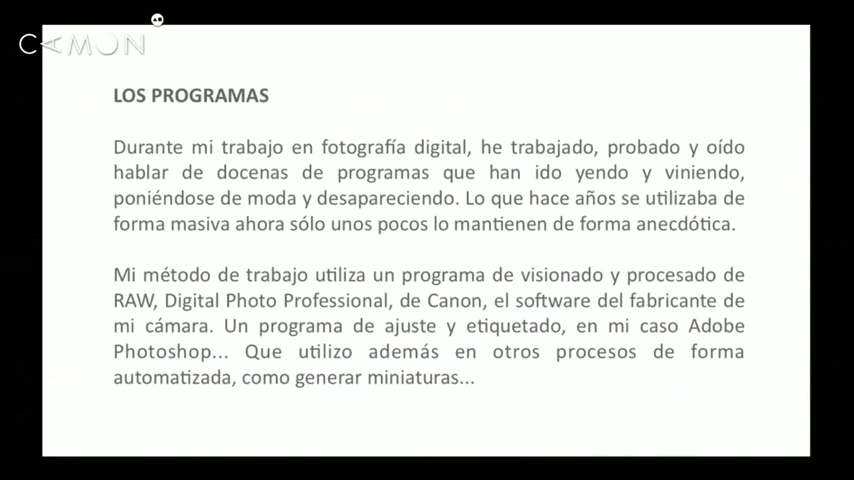 CAMON
LOS PROGRAMAS
Durante mi trabajo en fotografía digital, he trabajado, probado y oído
hablar de docenas de programas que han ido yendo y viniendo,
poniéndose de moda y desapareciendo. Lo que hace años se utilizaba de
forma masiva ahora sólo unos pocos lo mantienen de forma anecdótica.
Mi método de trabajo utiliza un programa de visionado y procesado de
RAW, Digital Photo Professional, de Canon, el software del fabricante de
mi cámara. Un programa de ajuste y etiquetado, en mi caso Adobe
Photoshop... Que utilizo además en otros procesos de forma
automatizada, como generar miniaturas...